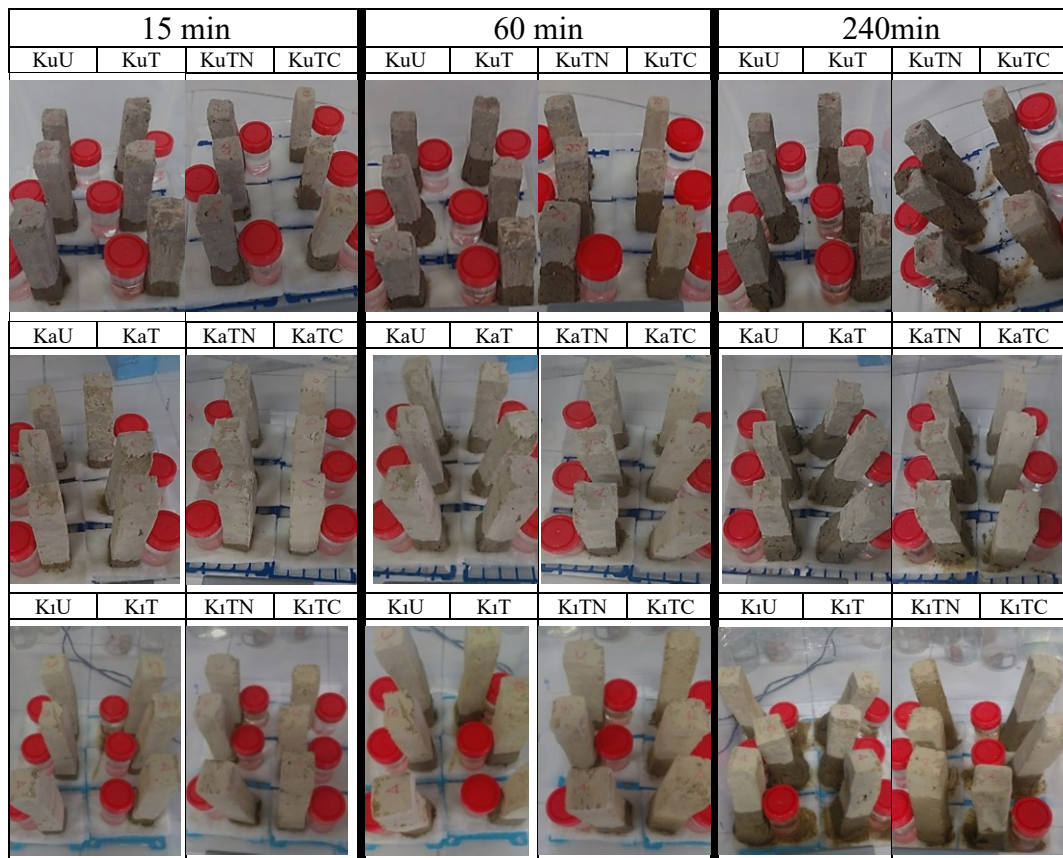 15 min 60 min 240min
KuU KuT KuTN KuTC KuU KuT KuTN KuTC KuU KuT KuTN KuTC
KaU KaT KaTN KaTC KaU KaT KaTN KaTC KaU KaT KaTN KaTC
KıU KıT KıTN KıTC KıU KıT KıTN KıTC KıU KıT KıTN KıTC